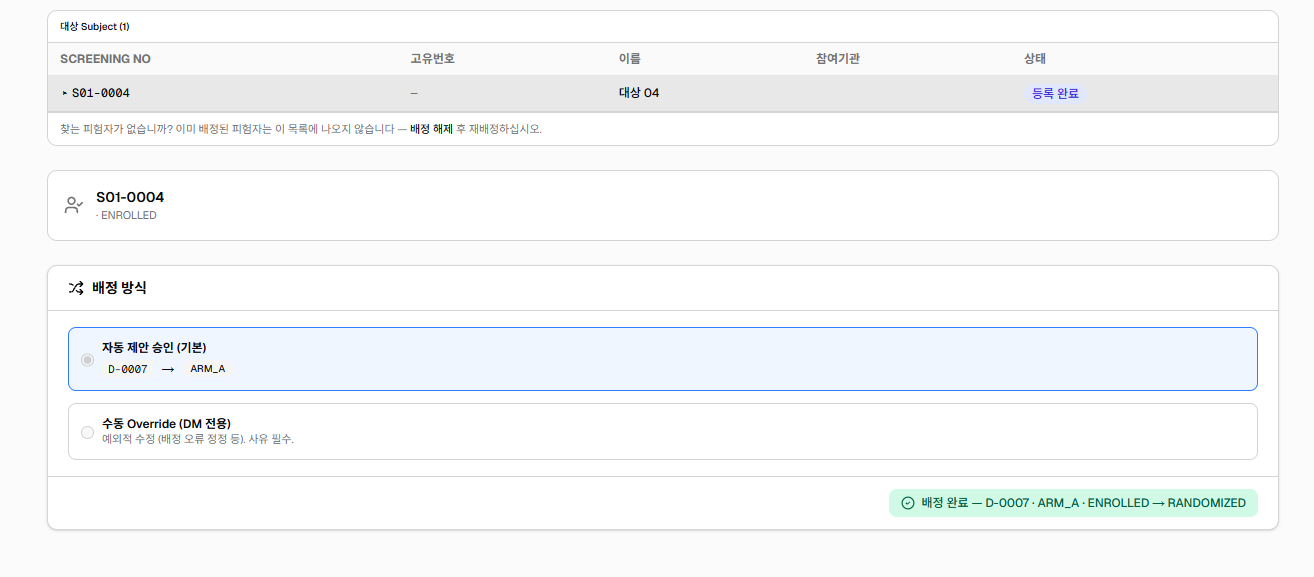 대상 Subject (1)
SCREENING NO 고유번호 이름 참여기관 상태
▸ S01-0004 — 대상 04 등록 완료
찾는 피험자가 없습니까? 이미 배정된 피험자는 이 목록에 나오지 않습니다 — 배정 해제 후 재배정하십시오.
S01-0004
· ENROLLED
배정 방식
자동 제안 승인 (기본)
D-0007 → ARM_A
수동 Override (DM 전용)
예외적 수정 (배정 오류 정정 등). 사유 필수.
배정 완료 — D-0007 · ARM_A · ENROLLED → RANDOMIZED